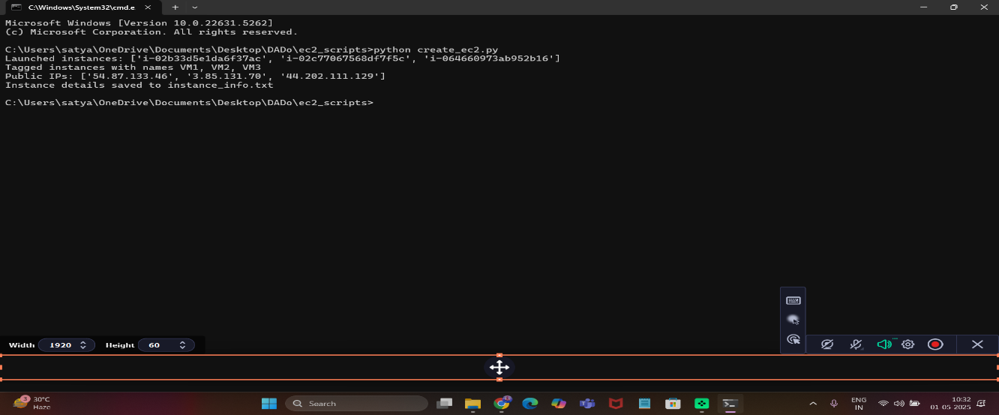 C:\Windows\System32\cmd.e
Microsoft Windows [Version 10.0.22631.5262]
(c) Microsoft Corporation. All rights reserved.
C:\Users\satya\OneDrive\Documents\Desktop\DADo\ec2_scripts>python create_ec2.py
Launched instances: ['i-02b33d5e1da6f37ac', 'i-02c77067568df7f5c', 'i-064660973ab952b16']
Tagged instances with names VM1, VM2, VM3
Public IPs: ['54.87.133.46', '3.85.131.70', '44.202.111.129']
Instance details saved to instance_info.txt
C:\Users\satya\OneDrive\Documents\Desktop\DADo\ec2_scripts>
Width 1920 Height 60
3
30°C
Haze
Search
ENG
IN
10:32
01-05-2025